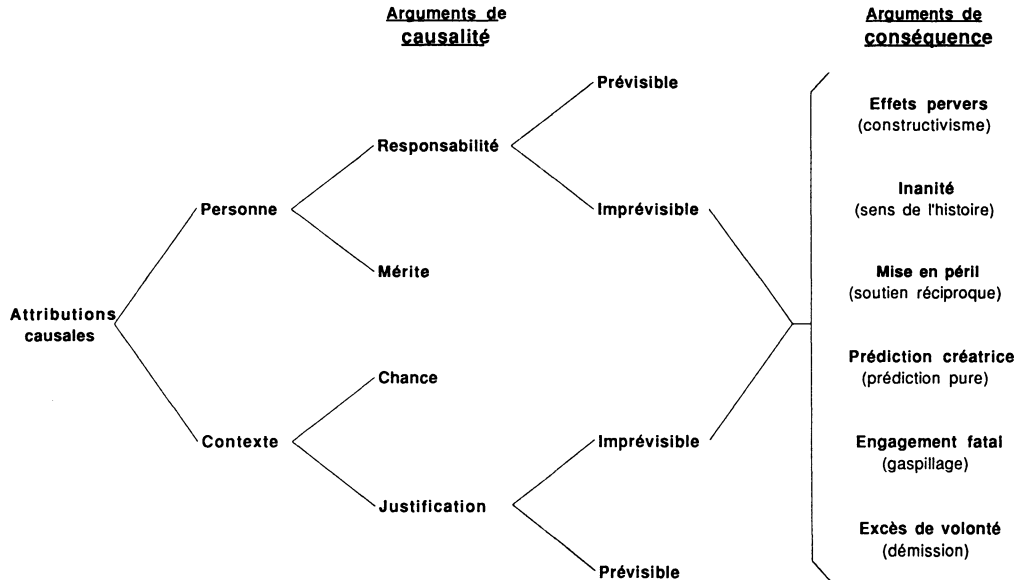 Arguments de
causalité
Arguments de
conséquence
Prévisible
Effets pervers
(constructivisme)
Responsabilité
Personne
Imprévisible
Inanité
(sens de l'histoire)
Mérite
Mise en péril
(soutien réciproque)
Attributions
causales
Chance
Prédiction créatrice
(prédiction pure)
Contexte
Imprévisible
Engagement fatal
(gaspillage)
Justification
Excès de volonté
(démission)
Prévisible